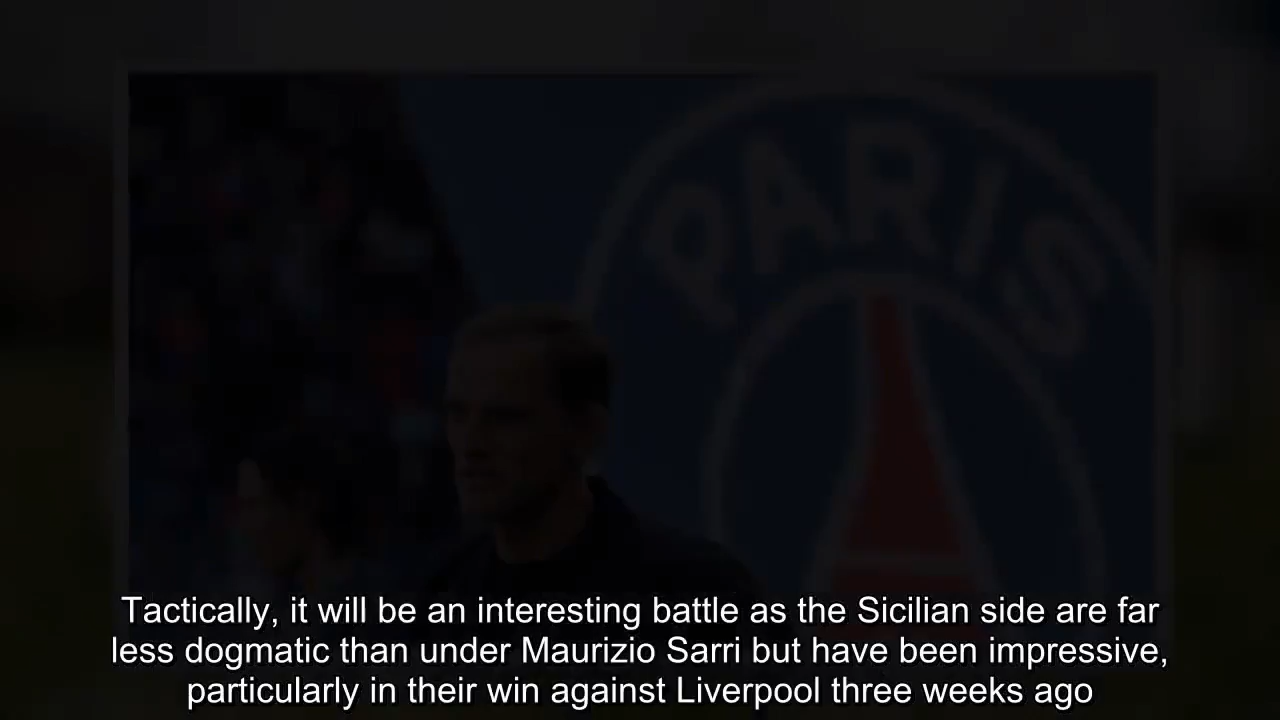 PARIS
Tactically, it will be an interesting battle as the Sicilian side are far
less dogmatic than under Maurizio Sarri but have been impressive,
particularly in their win against Liverpool three weeks ago